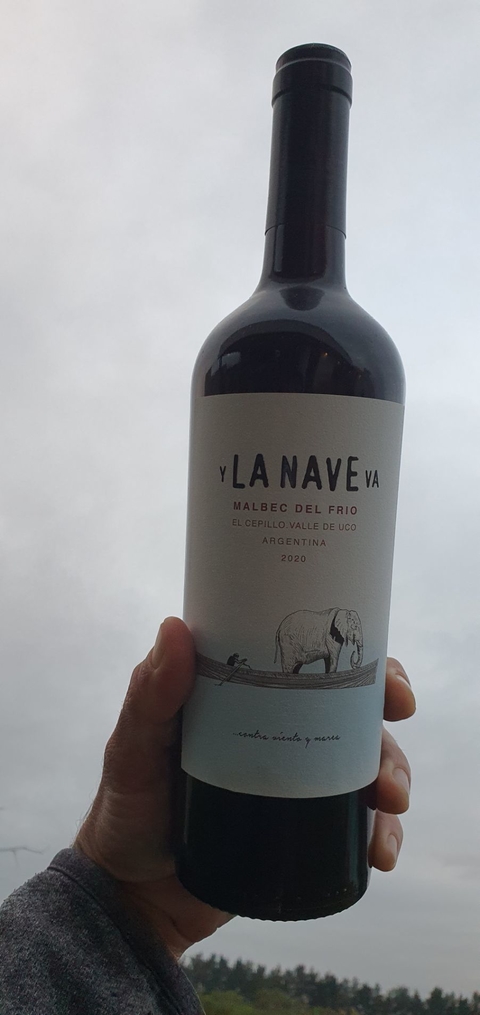 Y LA NAVE VA
MALBEC DEL FRIO
EL CEPILLO.VALLE DE UCO
ARGENTINA
2020
contra viento y marea